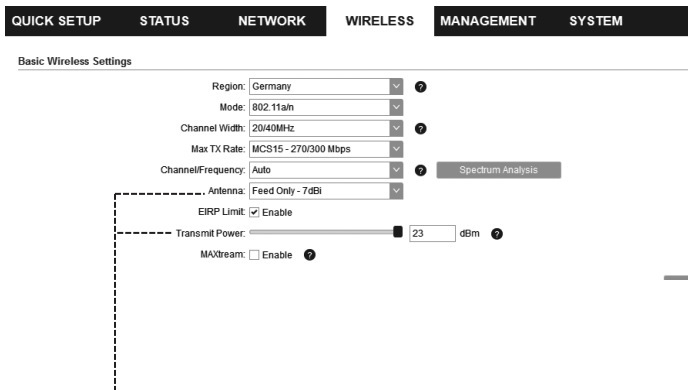 QUICK SETUP STATUS NETWORK WIRELESS MANAGEMENT SYSTEM
Basic Wireless Settings
Region: Germany ?
Mode: 802.11a/n
Channel Width: 20/40MHz ?
Max TX Rate: MCS15 - 270/300 Mbps
Channel/Frequency: Auto ? Spectrum Analysis
Antenna: Feed Only - 7dBi
EIRP Limit: Enable
Transmit Power: 23 dBm ?
MAXtream: Enable ?